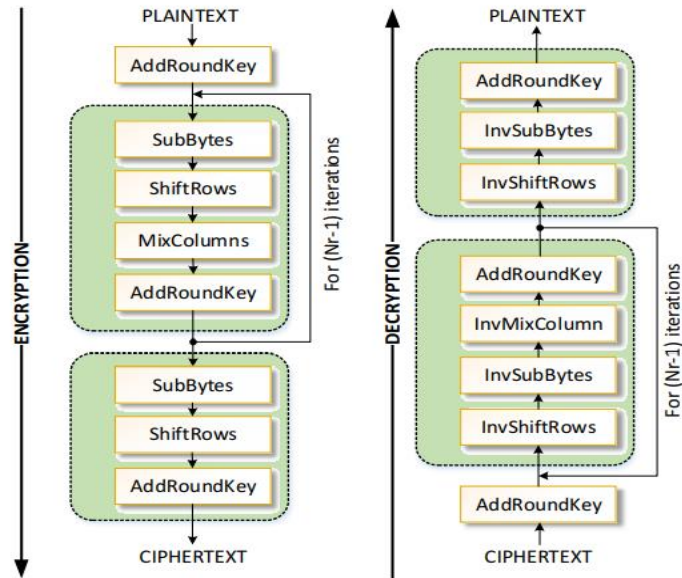 PLAINTEXT
AddRoundKey
SubBytes
ShiftRows
MixColumns
AddRoundKey
For (Nr-1) iterations
SubBytes
ShiftRows
AddRoundKey
CIPHERTEXT
ENCRYPTION
PLAINTEXT
AddRoundKey
InvSubBytes
InvShiftRows
AddRoundKey
InvMixColumn
InvSubBytes
InvShiftRows
For (Nr-1) iterations
AddRoundKey
CIPHERTEXT
DECRYPTION